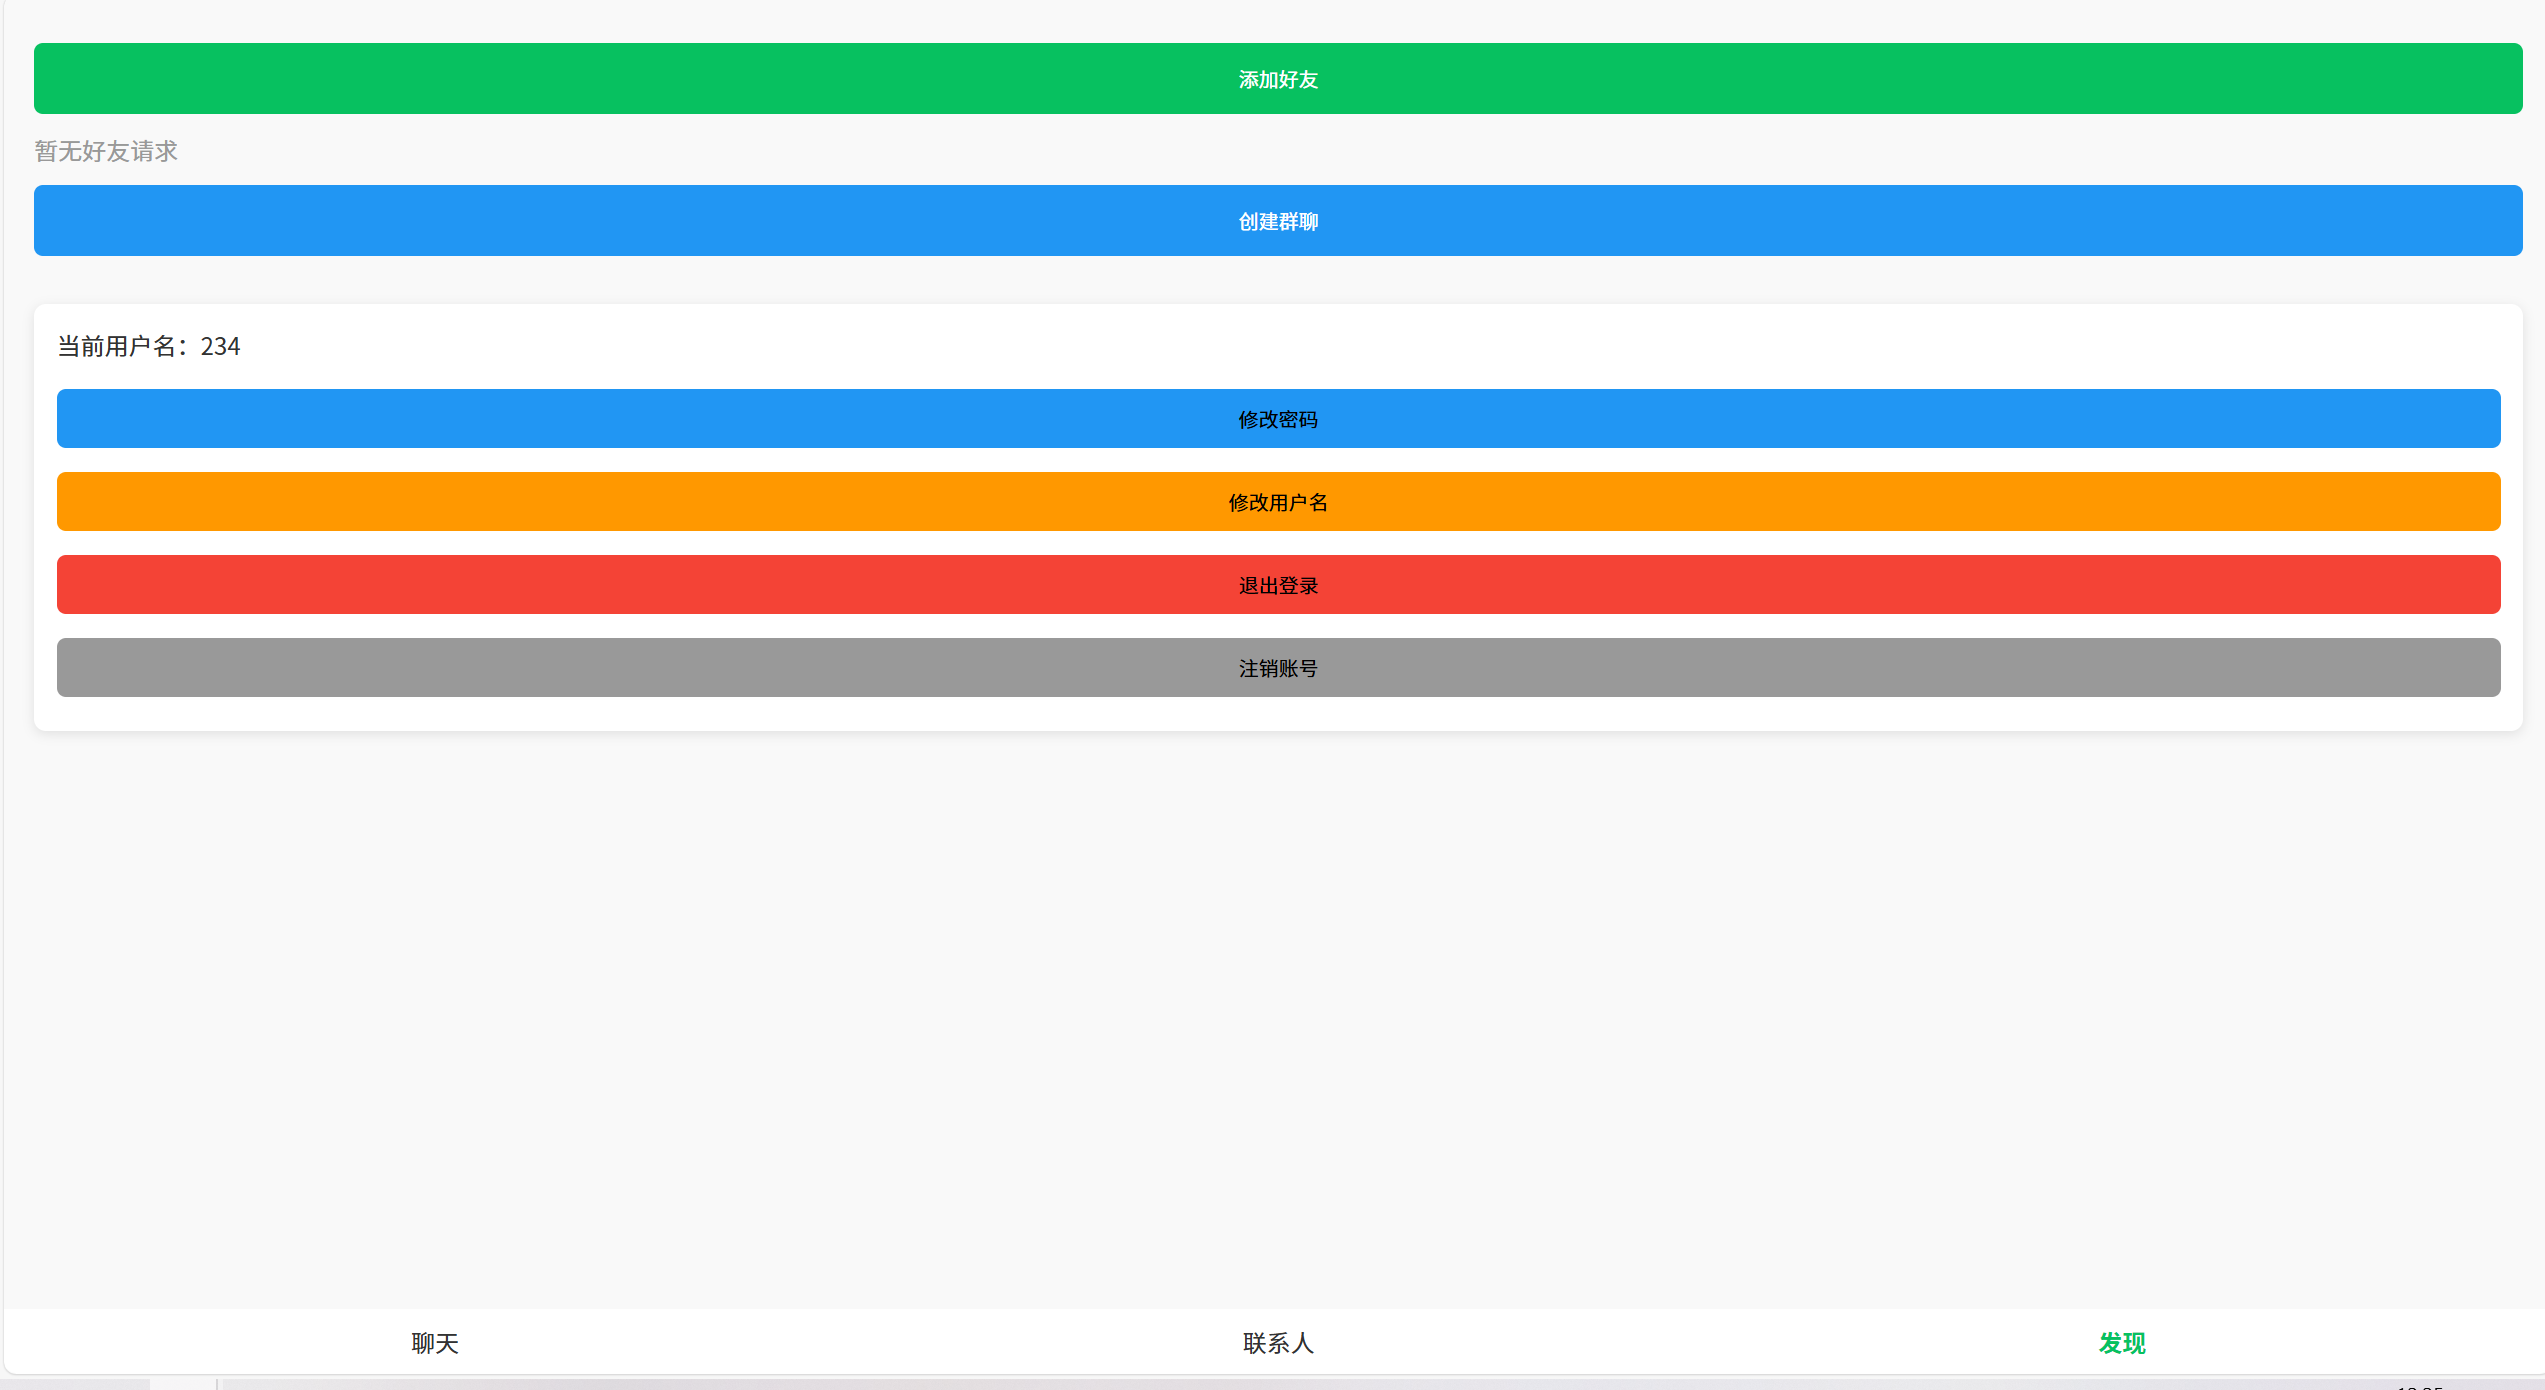 添加好友
暂无好友请求
创建群聊
当前用户名：234
修改密码
修改用户名
退出登录
注销账号
聊天
联系人
发现